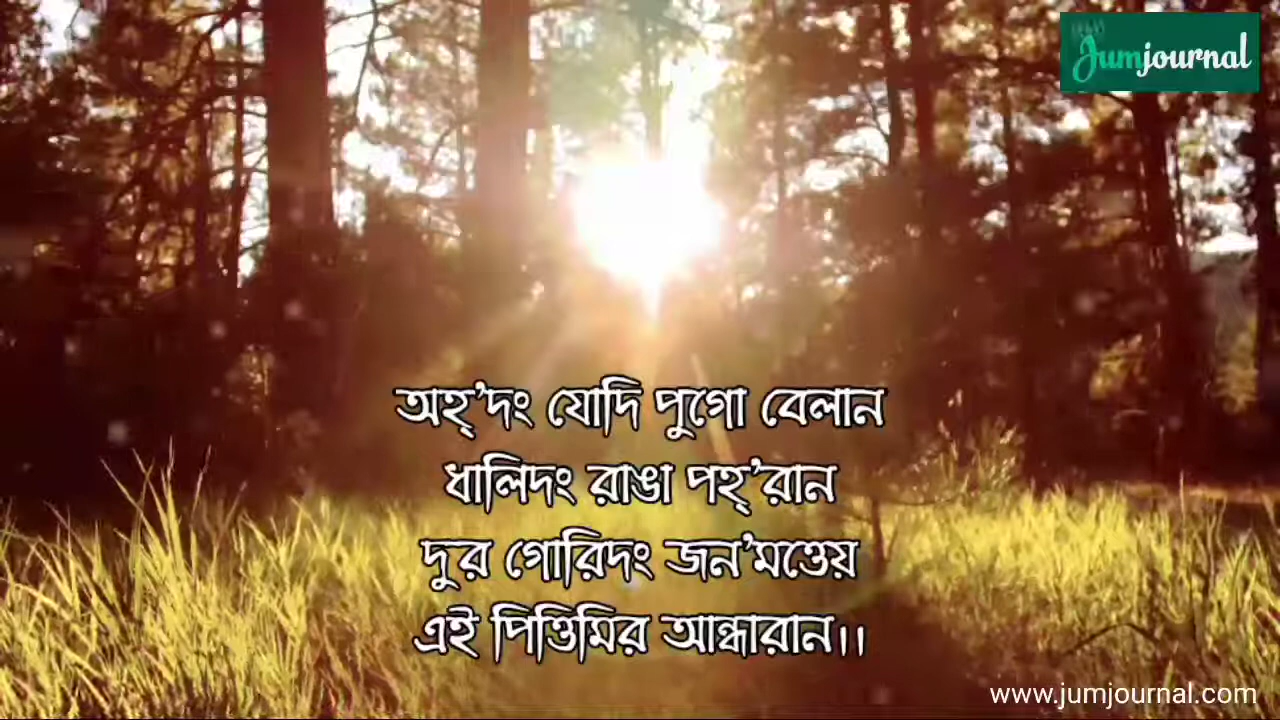 Jumjournal
অহ্’দং যোদি পুগো বেলান
ধালিদং রাঙা পহ্’রান
দুর গোরিদং জন’মত্তেয়
এই পিত্তিমির আন্ধারান।।
www.jumjournal.com